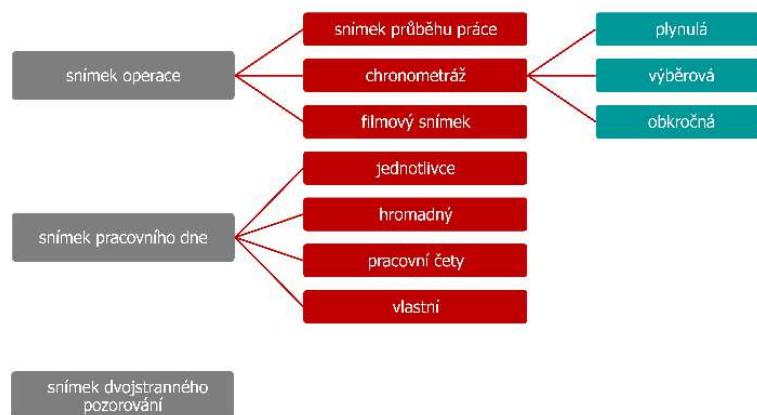 snímek operace
snímek průběhu práce
chronometráž
filmový snímek
plynulá
výběrová
obkročná
snímek pracovního dne
jednotlivce
hromadný
pracovní čety
vlastní
snímek dvojstranného
pozorování